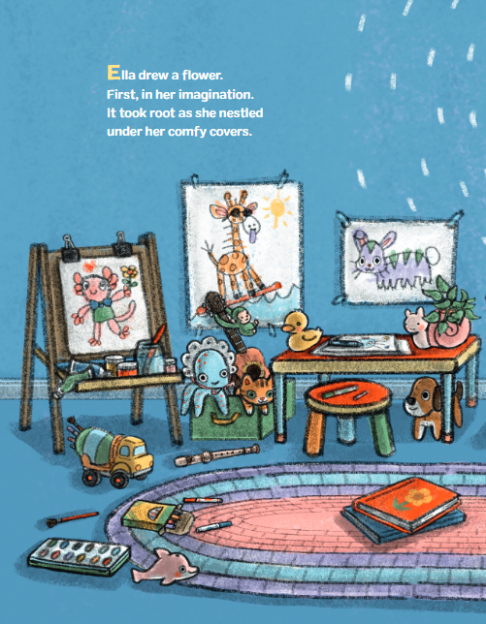 Ella drew a flower.
First, in her imagination.
It took root as she nestled
under her comfy covers.